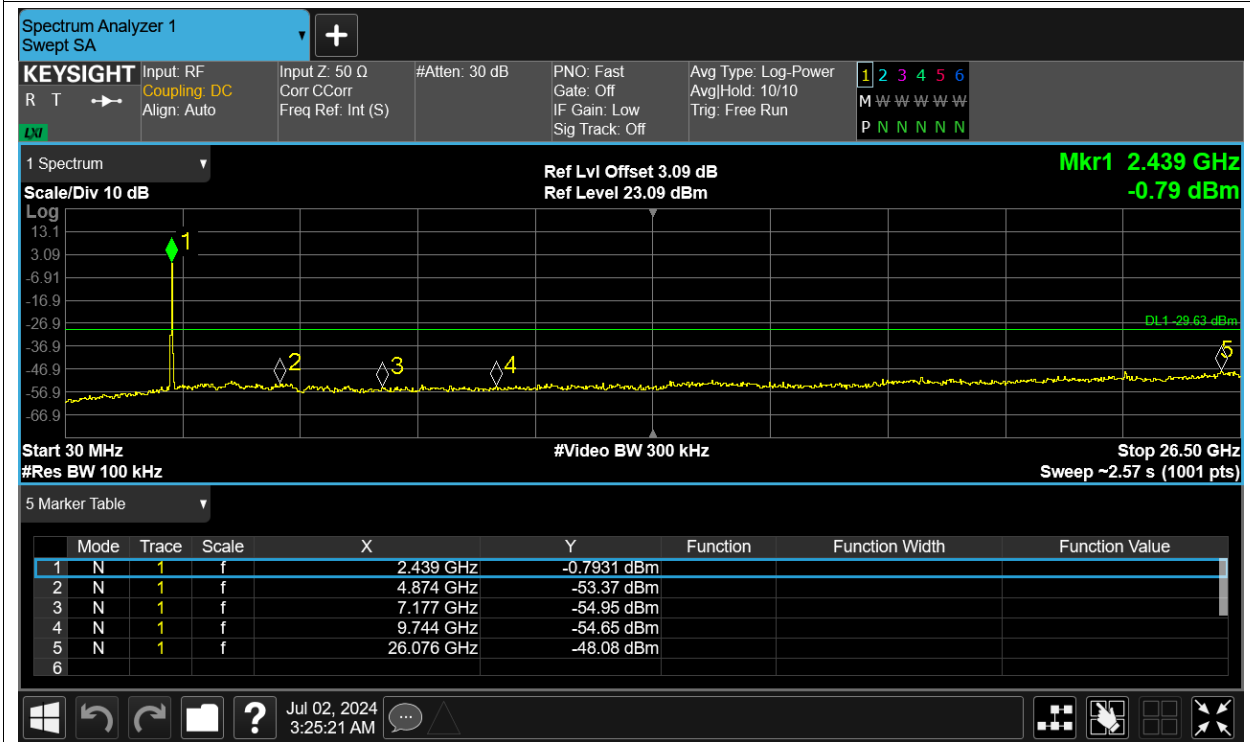 Spectrum Analyzer 1
Swept SA
KEYSIGHT
R T
LXI
Input: RF
Coupling: DC
Align: Auto
Input Z: 50 Ω
Corr CCorr
Freq Ref: Int (S)
#Atten: 30 dB
PNO: Fast
Gate: Off
IF Gain: Low
Sig Track: Off
Avg Type: Log-Power
Avg|Hold: 10/10
Trig: Free Run
1 2 3 4 5 6
M W W W W W
P N N N N N
1 Spectrum
Scale/Div 10 dB
Ref Lvl Offset 3.09 dB
Ref Level 23.09 dBm
Mkr1 2.439 GHz
-0.79 dBm
Log
13.1
3.09
-6.91
-16.9
-26.9
-36.9
-46.9
-56.9
-66.9
1
2
3
4
5
DL1 -29.63 dBm
Start 30 MHz
#Res BW 100 kHz
#Video BW 300 kHz
Stop 26.50 GHz
Sweep ~2.57 s (1001 pts)
5 Marker Table
Mode Trace Scale X Y Function Function Width Function Value
1 N 1 f 2.439 GHz -0.7931 dBm
2 N 1 f 4.874 GHz -53.37 dBm
3 N 1 f 7.177 GHz -54.95 dBm
4 N 1 f 9.744 GHz -54.65 dBm
5 N 1 f 26.076 GHz -48.08 dBm
6
?
Jul 02, 2024
3:25:21 AM